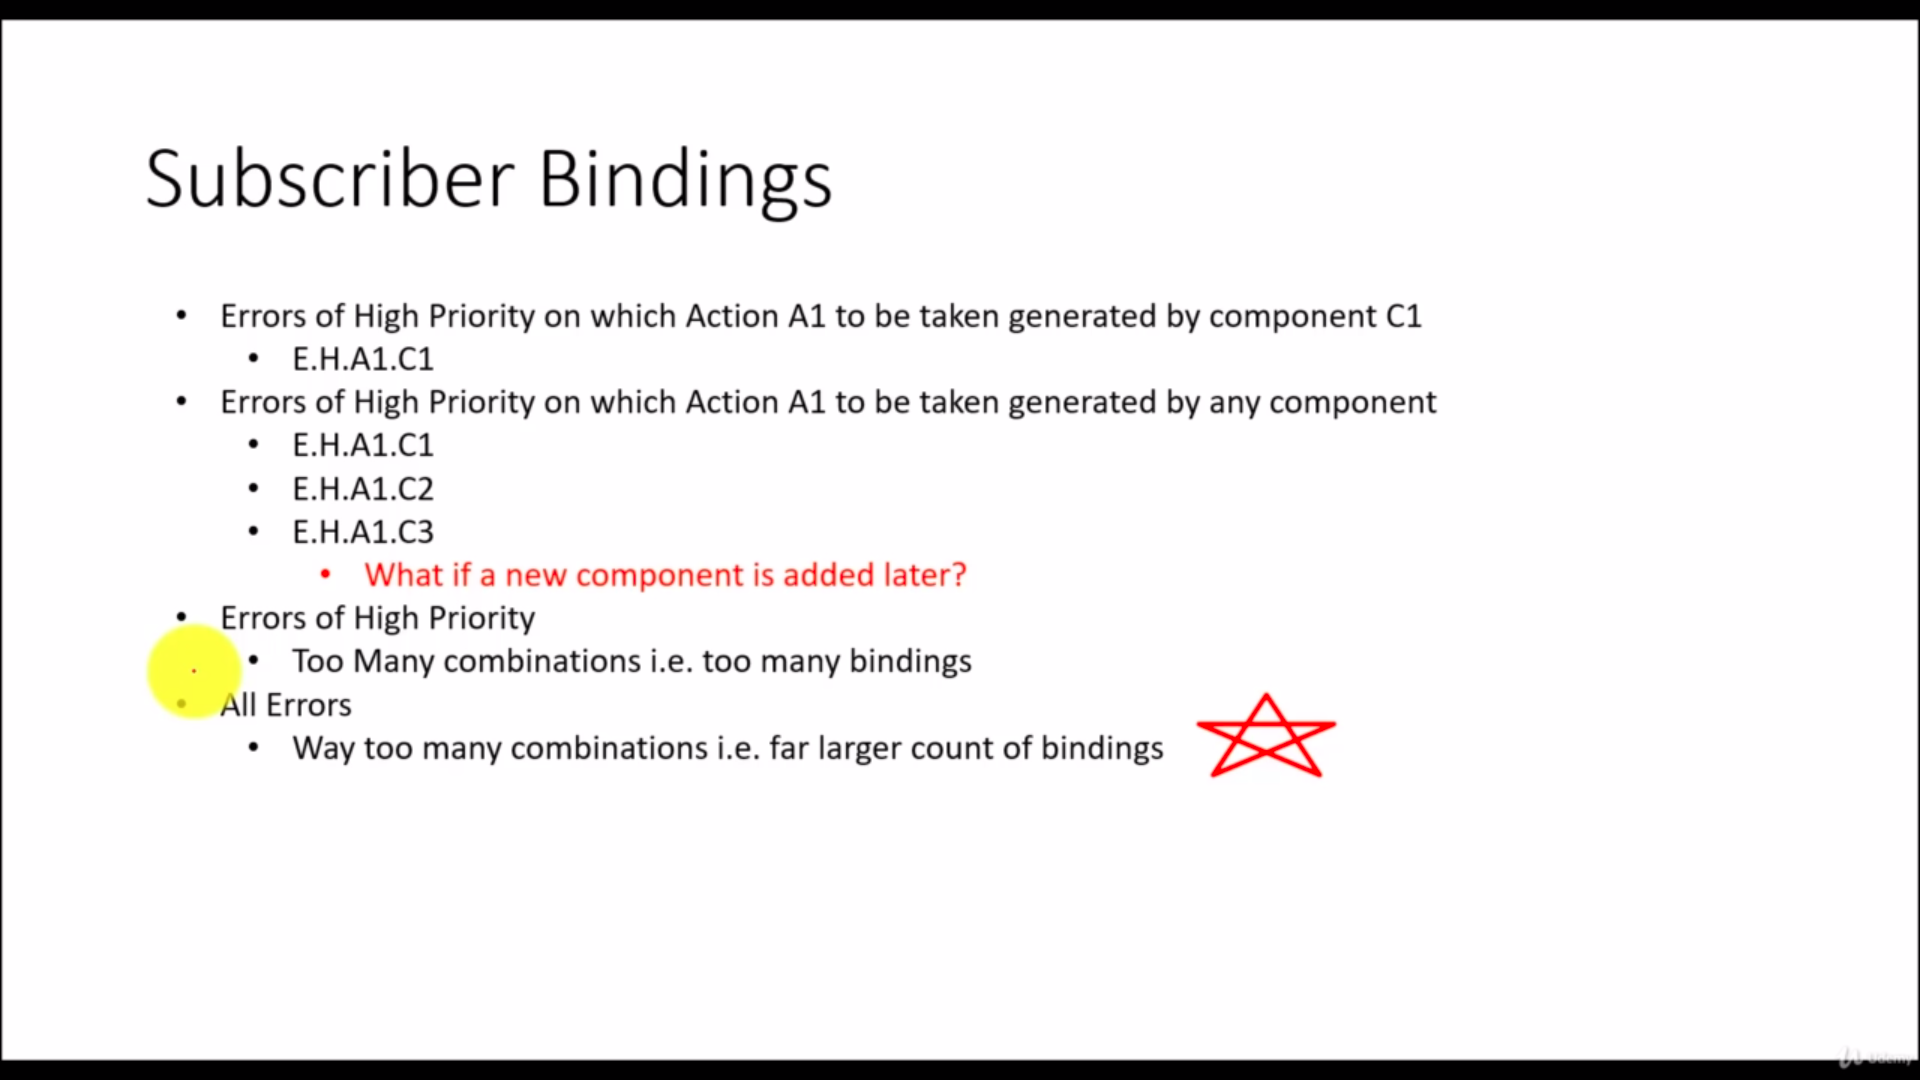 Subscriber Bindings
• Errors of High Priority on which Action A1 to be taken generated by component C1
• E.H.A1.C1
• Errors of High Priority on which Action A1 to be taken generated by any component
• E.H.A1.C1
• E.H.A1.C2
• E.H.A1.C3
• What if a new component is added later?
• Errors of High Priority
• Too Many combinations i.e. too many bindings
• All Errors
• Way too many combinations i.e. far larger count of bindings
Udemy